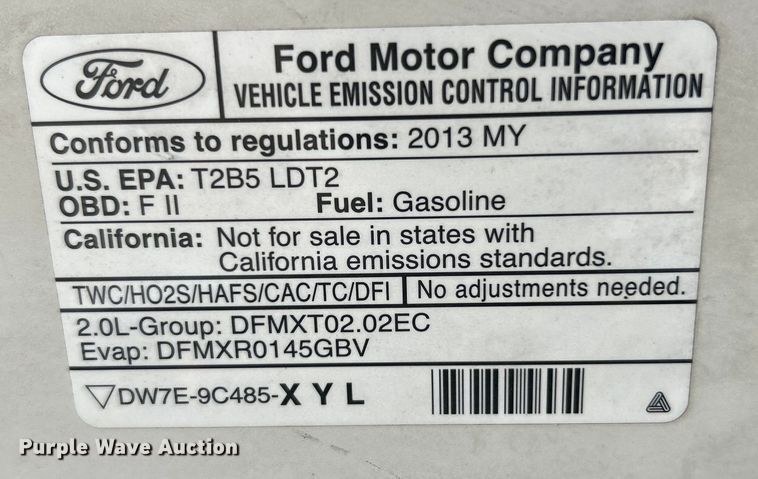 Ford
Ford Motor Company
VEHICLE EMISSION CONTROL INFORMATION
Conforms to regulations: 2013 MY
U.S. EPA: T2B5 LDT2
OBD: F II Fuel: Gasoline
California: Not for sale in states with
California emissions standards.
TWC/HO2S/HAFS/CAC/TC/DFI No adjustments needed.
2.0L-Group: DFMXT02.02EC
Evap: DFMXR0145GBV
DW7E-9C485-X Y L
Purple Wave Auction